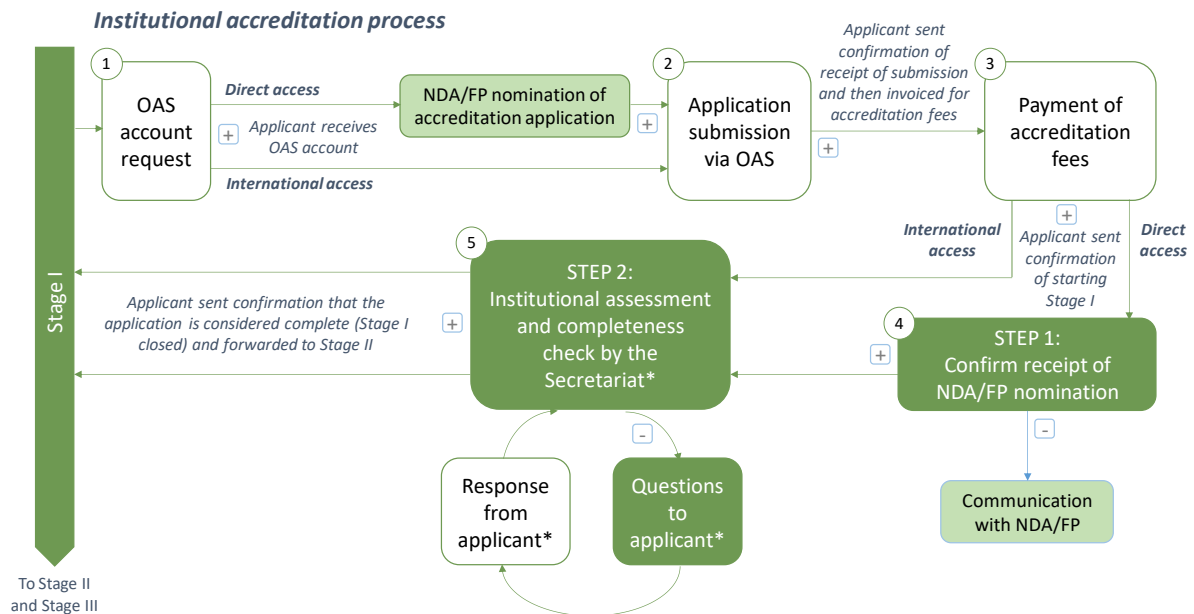 Institutional accreditation process
1
OAS
account
request
Direct access
+
Applicant receives
OAS account
International access
NDA/FP nomination of
accreditation application
+
2
Application
submission
via OAS
Applicant sent
confirmation of
receipt of submission
and then invoiced for
accreditation fees
+
3
Payment of
accreditation
fees
International
access
+
Applicant sent
confirmation
of starting
Stage I
Direct
access
4
STEP 1:
Confirm receipt of
NDA/FP nomination
+
-
Communication
with NDA/FP
5
STEP 2:
Institutional assessment
and completeness
check by the
Secretariat*
-
Questions
to
applicant*
Response
from
applicant*
+
Applicant sent confirmation that the
application is considered complete (Stage I
closed) and forwarded to Stage II
Stage I
To Stage II
and Stage III